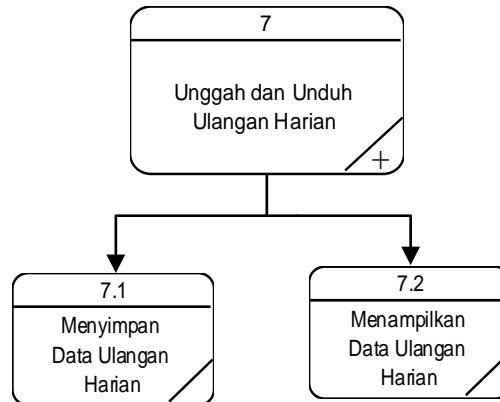 7
Unggah dan Unduh
Ulangan Harian
+
7.1
Menyimpan
Data Ulangan
Harian
7.2
Menampilkan
Data Ulangan
Harian